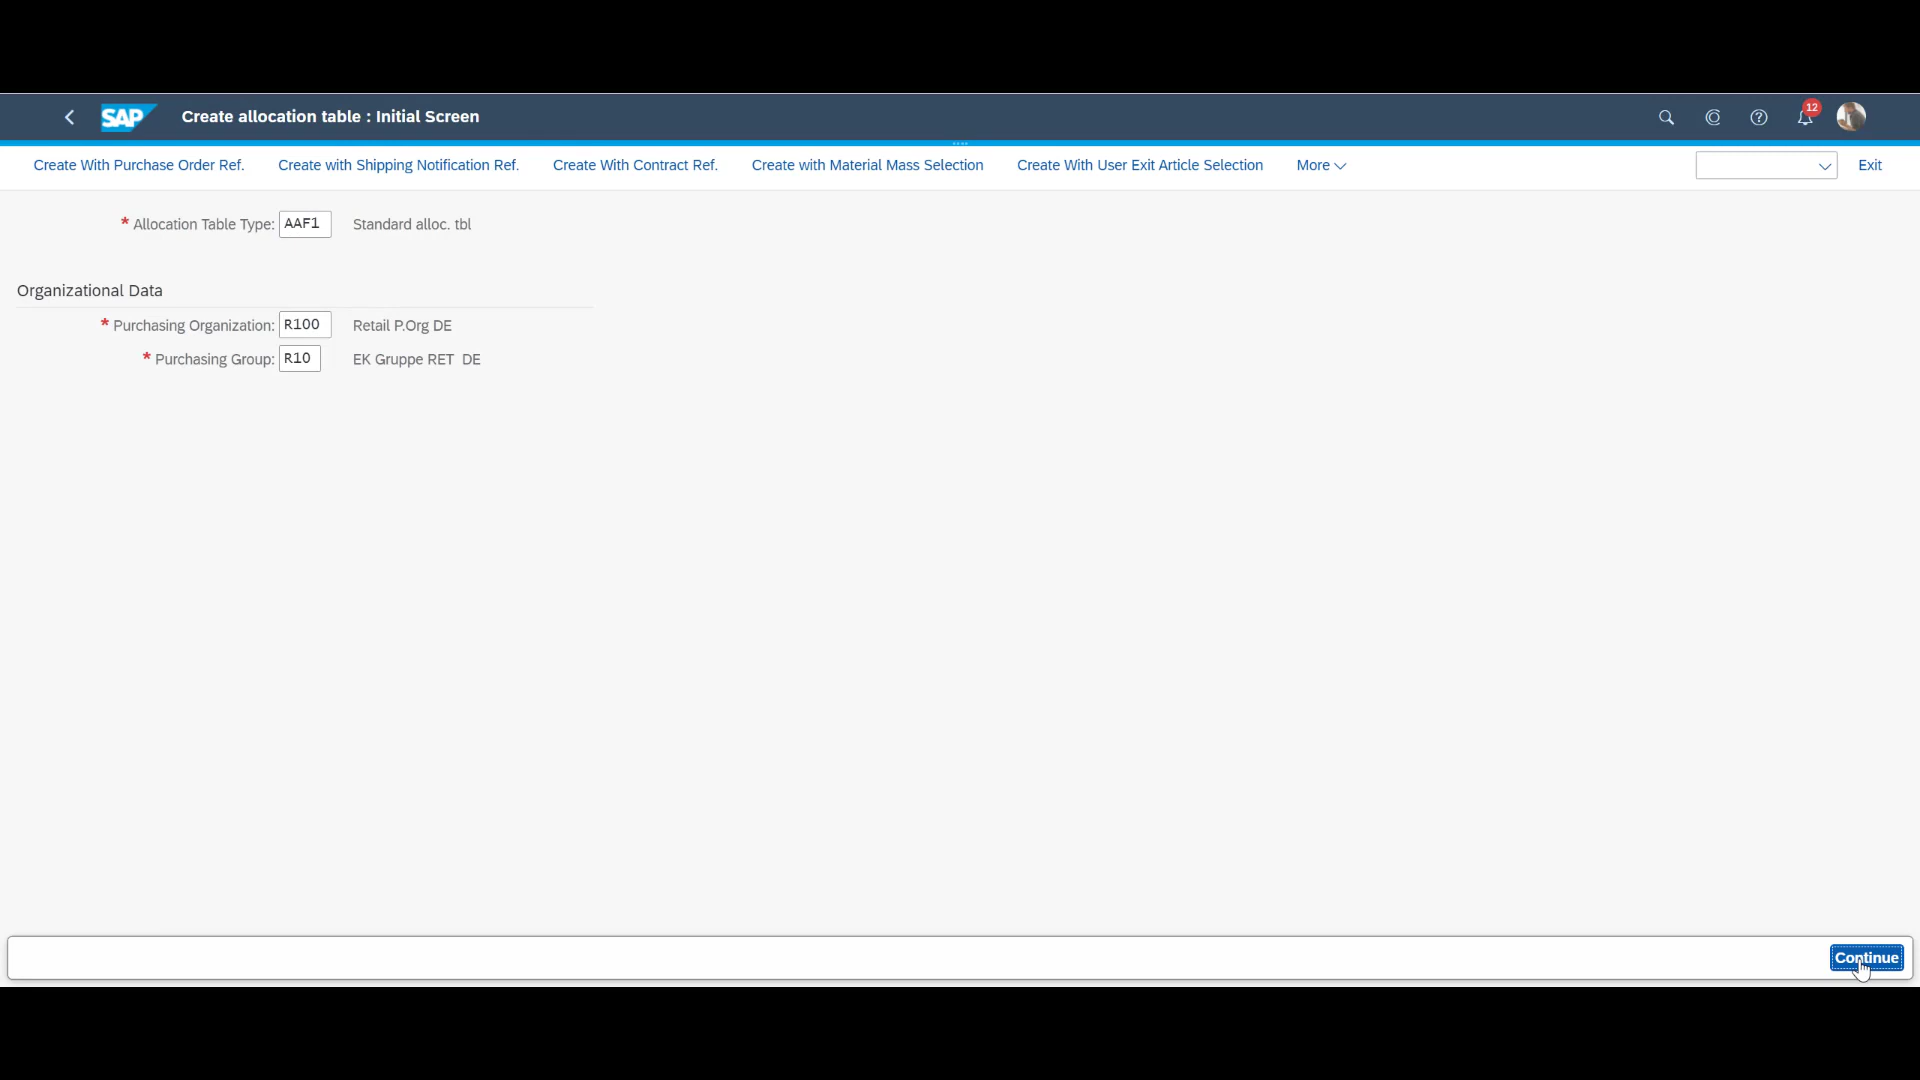 SAP Create allocation table : Initial Screen 12
Create With Purchase Order Ref. Create with Shipping Notification Ref. Create With Contract Ref. Create with Material Mass Selection Create With User Exit Article Selection More Exit
* Allocation Table Type: AAF1 Standard alloc. tbl
Organizational Data
* Purchasing Organization: R100 Retail P.Org DE
* Purchasing Group: R10 EK Gruppe RET DE
Continue